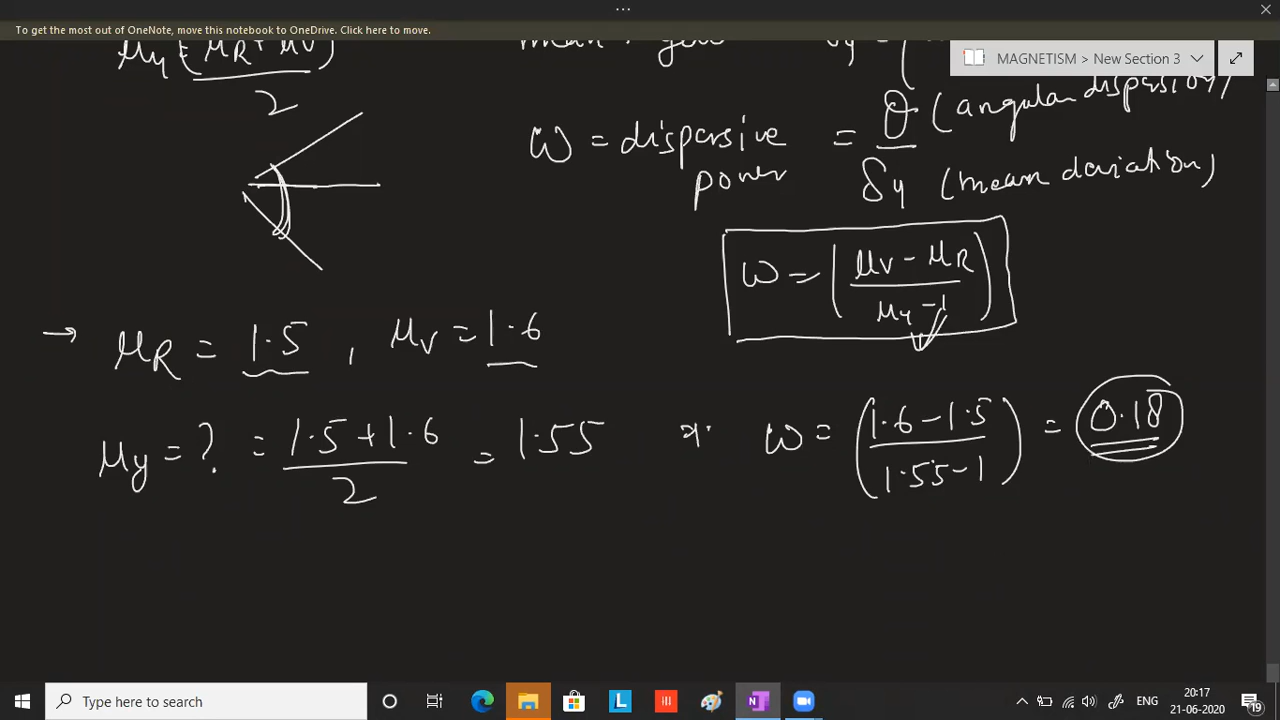 To get the most out of OneNote, move this notebook to OneDrive. Click here to move.
MAGNETISM > New Section 3
μy = (μR + μV)
2
ω = dispersive power = θ (angular dispersion)
δy (mean deviation)
ω = (μV - μR)
μy - 1
→ μR = 1.5 , μV = 1.6
μy = ? = 1.5 + 1.6 = 1.55
2
ω = (1.6 - 1.5) = 0.18
1.55 - 1
Type here to search
L
ENG
20:17
21-06-2020
19